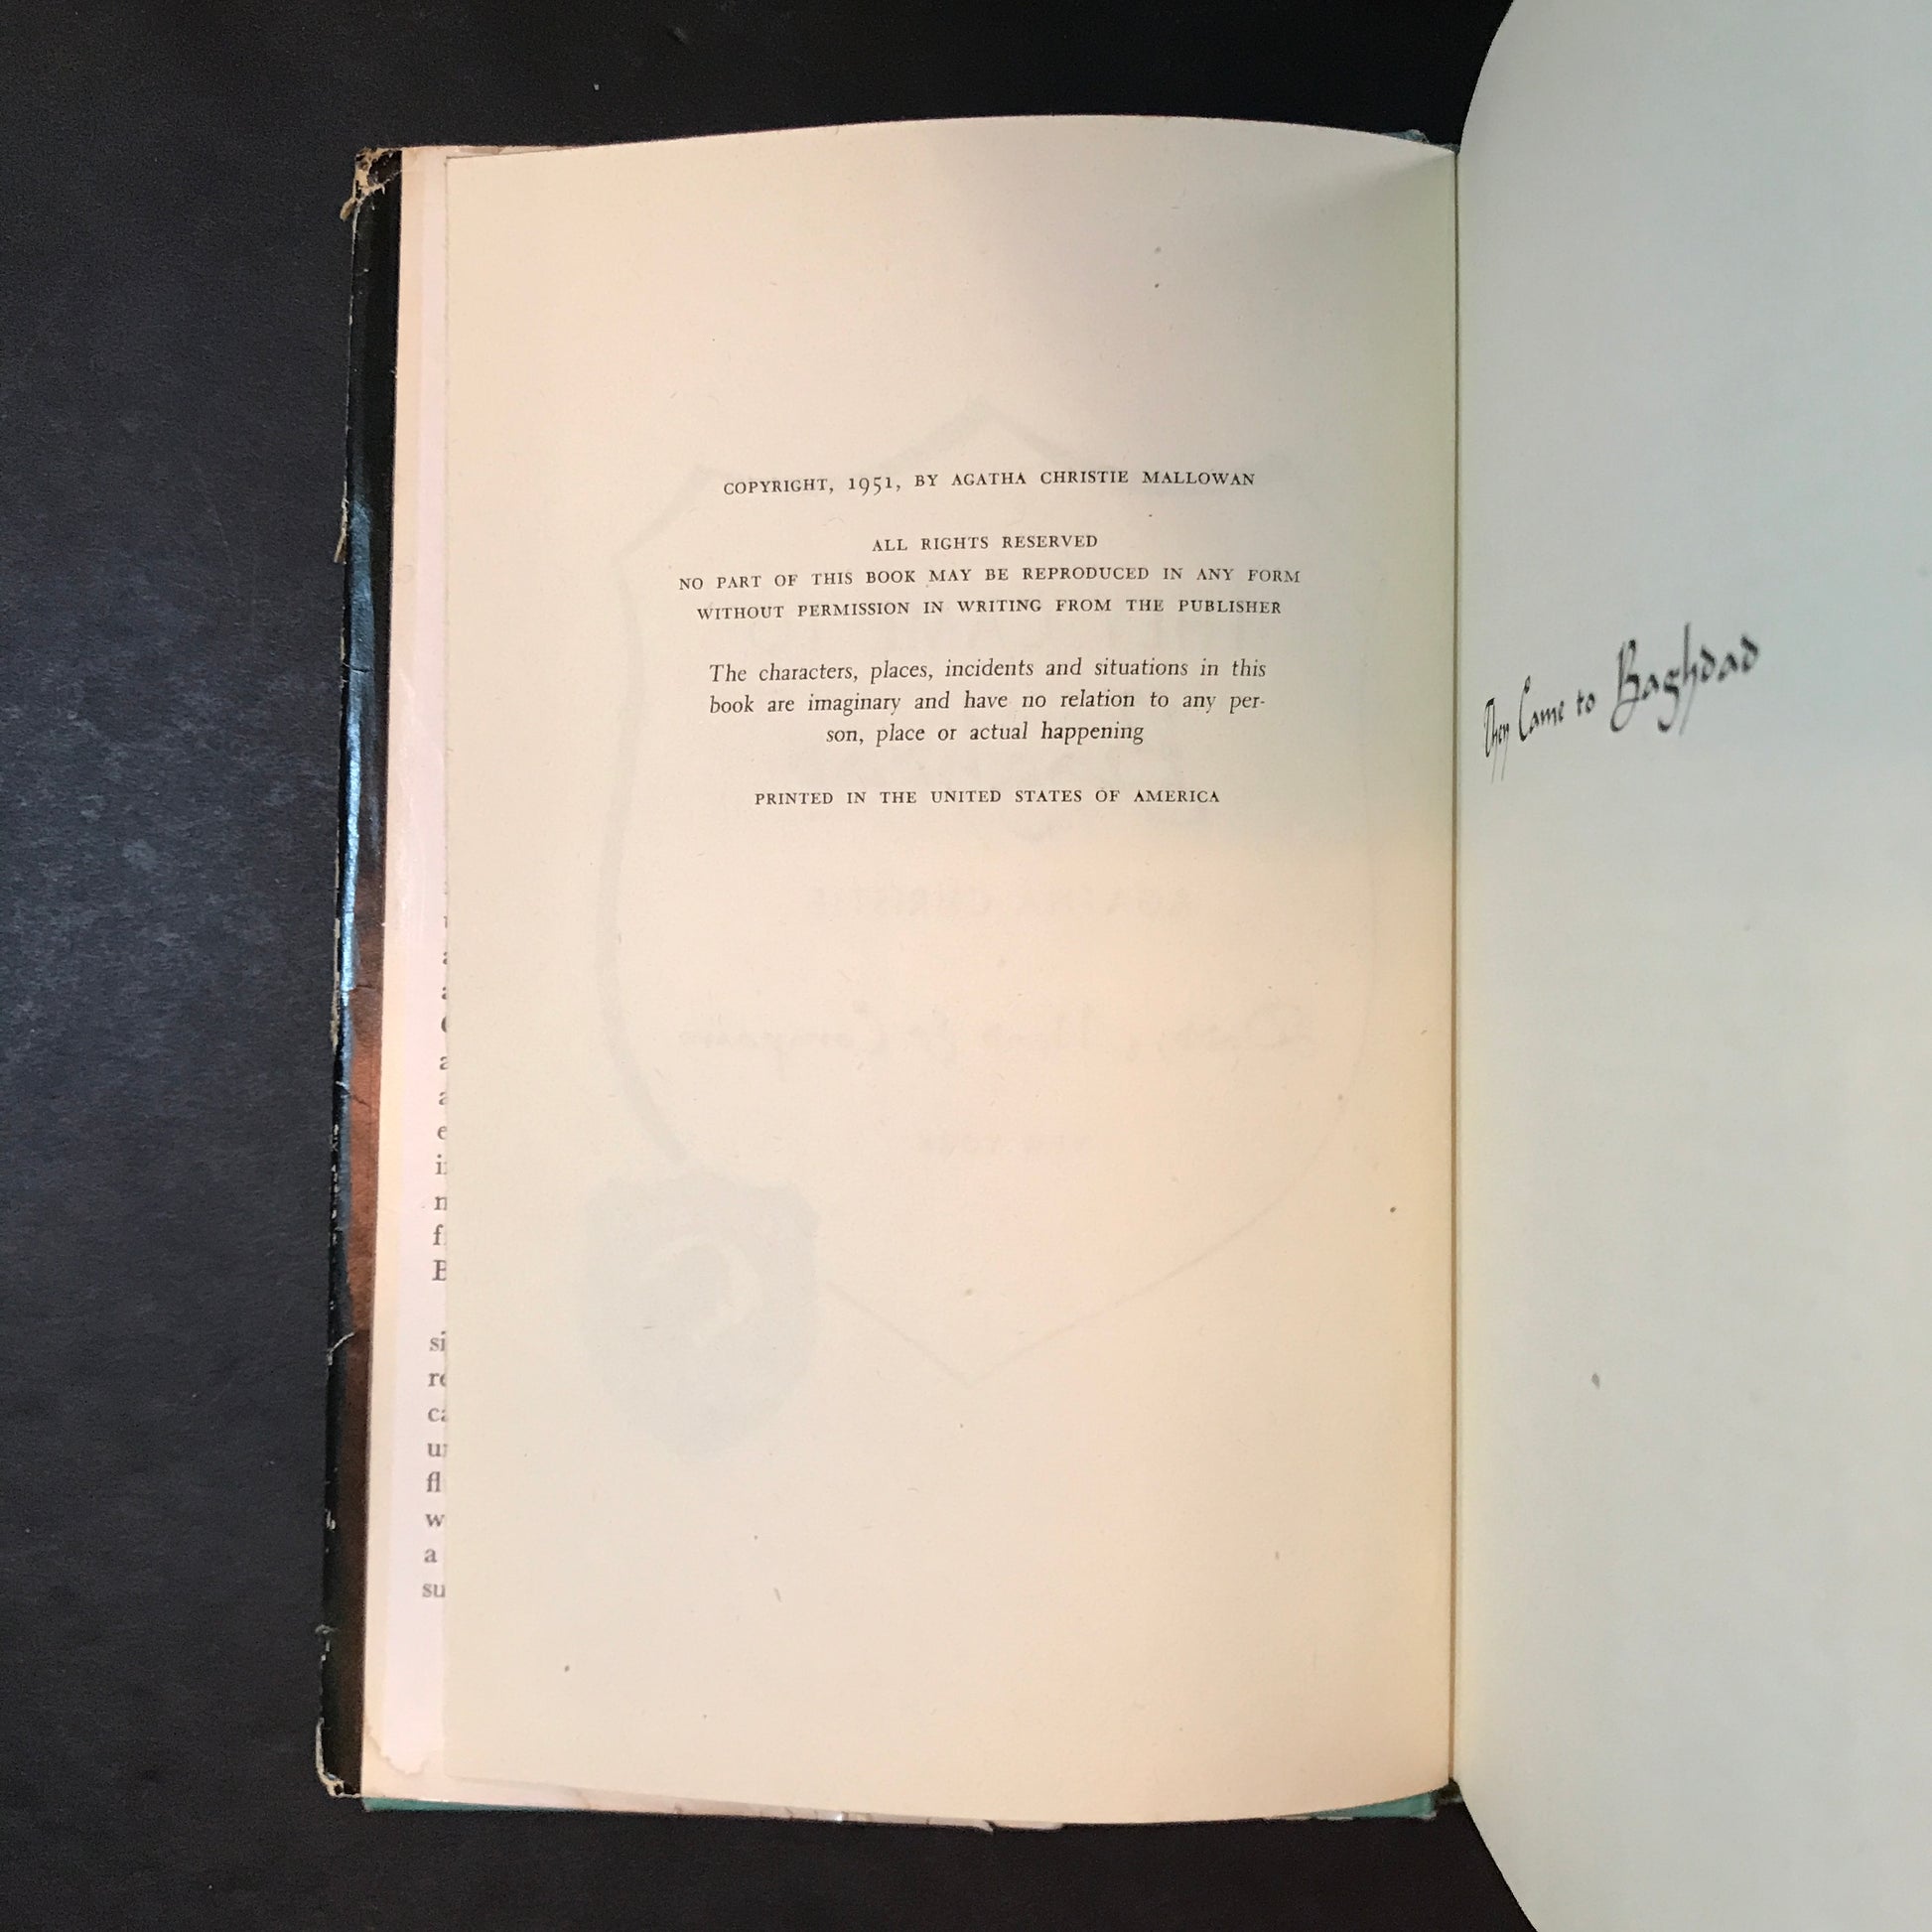 COPYRIGHT, 1951, BY AGATHA CHRISTIE MALLOWAN
ALL RIGHTS RESERVED
NO PART OF THIS BOOK MAY BE REPRODUCED IN ANY FORM
WITHOUT PERMISSION IN WRITING FROM THE PUBLISHER
The characters, places, incidents and situations in this
book are imaginary and have no relation to any per-
son, place or actual happening
PRINTED IN THE UNITED STATES OF AMERICA
They Came to Baghdad